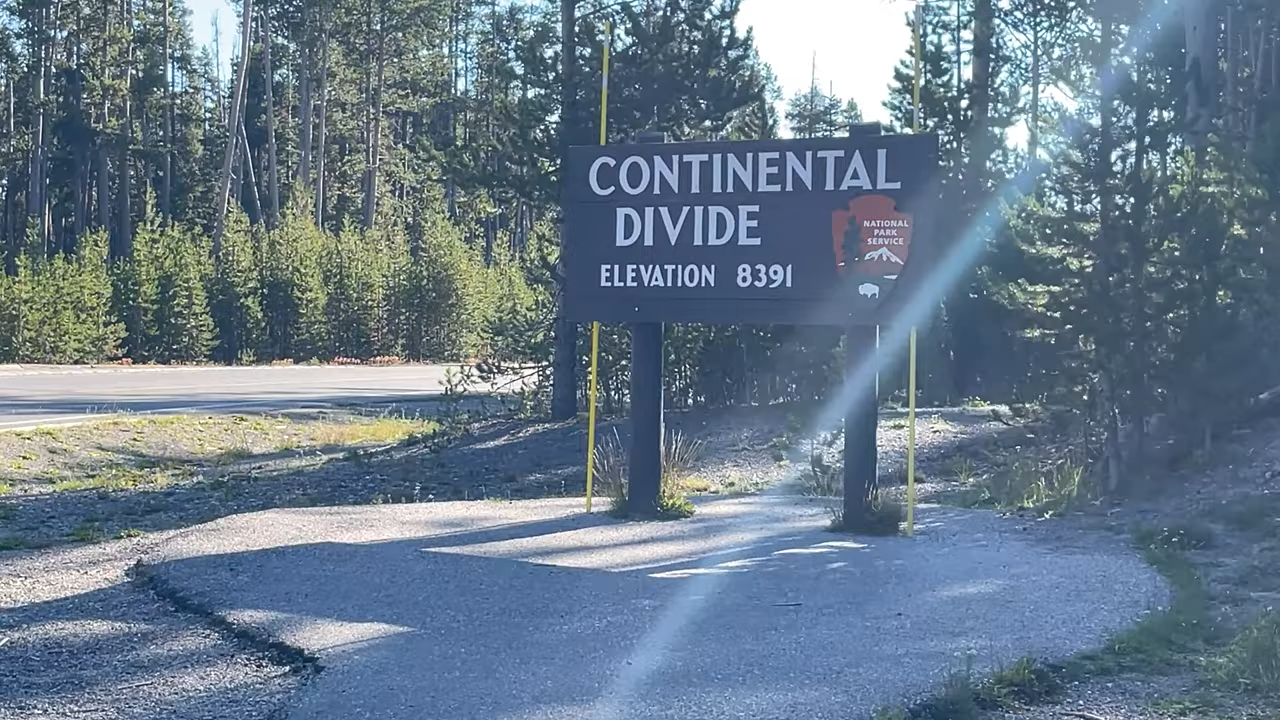 CONTINENTAL
DIVIDE
ELEVATION 8391
NATIONAL
PARK
SERVICE